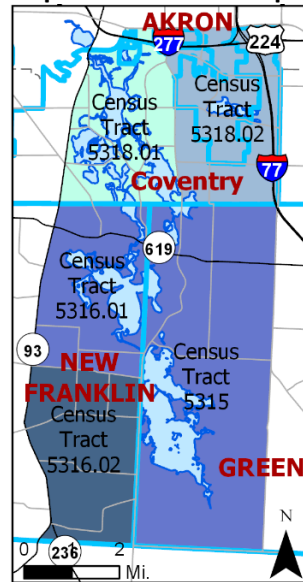 AKRON
277
224
Census
Tract
5318.01
Census
Tract
5318.02
Coventry
77
619
Census
Tract
5316.01
93
NEW
FRANKLIN
Census
Tract
5315
Census
Tract
5316.02
GREEN
N
236
0 1 2
Mi.